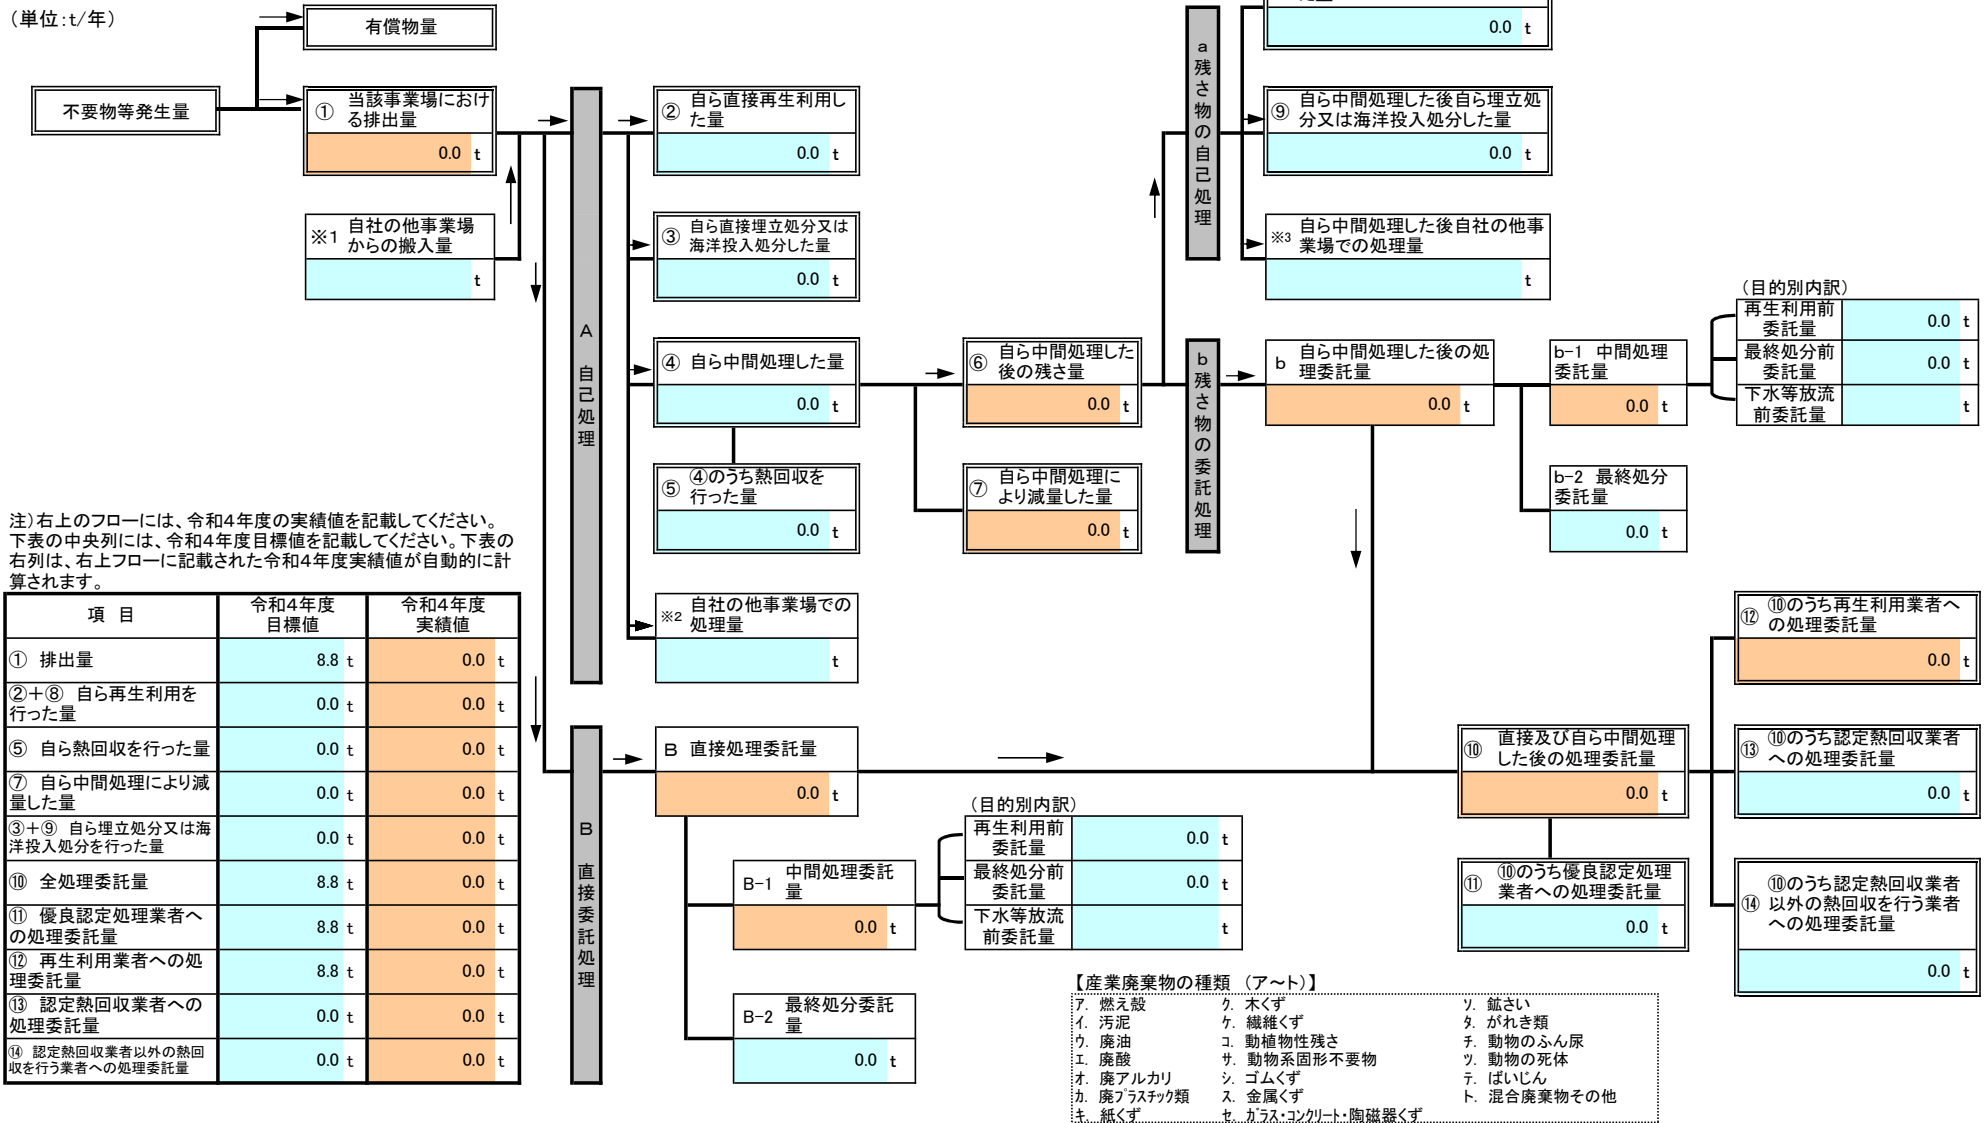 （単位：t/年）
有償物量
不要物等発生量
① 当該事業場におけ
る排出量
0.0 t
※1 自社の他事業場
からの搬入量
t
A 自己処理
② 自ら直接再生利用し
た量
0.0 t
③ 自ら直接埋立処分又は
海洋投入処分した量
0.0 t
④ 自ら中間処理した量
0.0 t
⑤ ④のうち熱回収を
行った量
0.0 t
※2 自社の他事業場での
処理量
t
⑥ 自ら中間処理した
後の残さ量
0.0 t
⑦ 自ら中間処理に
より減量した量
0.0 t
a 残さ物の自己処理
0.0 t
⑨ 自ら中間処理した後自ら埋立処
分又は海洋投入処分した量
0.0 t
※3 自ら中間処理した後自社の他事
業場での処理量
t
b 残さ物の委託処理
b 自ら中間処理した後の処
理委託量
0.0 t
b-1 中間処理
委託量
0.0 t
b-2 最終処分
委託量
0.0 t
（目的別内訳）
再生利用前
委託量 0.0 t
最終処分前
委託量 0.0 t
下水等放流
前委託量 t
注）右上のフローには、令和４年度の実績値を記載してください。
下表の中央列には、令和４年度目標値を記載してください。下表の
右列は、右上フローに記載された令和４年度実績値が自動的に計
算されます。
項 目 令和４年度
目標値 令和４年度
実績値
① 排出量 8.8 t 0.0 t
②＋⑧ 自ら再生利用を
行った量 0.0 t 0.0 t
⑤ 自ら熱回収を行った量 0.0 t 0.0 t
⑦ 自ら中間処理により減
量した量 0.0 t 0.0 t
③＋⑨ 自ら埋立処分又は海
洋投入処分を行った量 0.0 t 0.0 t
⑩ 全処理委託量 8.8 t 0.0 t
⑪ 優良認定処理業者へ
の処理委託量 8.8 t 0.0 t
⑫ 再生利用業者への処
理委託量 8.8 t 0.0 t
⑬ 認定熱回収業者への
処理委託量 0.0 t 0.0 t
⑭ 認定熱回収業者以外の熱回
収を行う業者への処理委託量 0.0 t 0.0 t
B 直接委託処理
B 直接処理委託量
0.0 t
B-1 中間処理委託
量
0.0 t
B-2 最終処分委託
量
0.0 t
（目的別内訳）
再生利用前
委託量 0.0 t
最終処分前
委託量 0.0 t
下水等放流
前委託量 t
⑩ 直接及び自ら中間処理
した後の処理委託量
0.0 t
⑪ ⑩のうち優良認定処理
業者への処理委託量
0.0 t
⑫ ⑩のうち再生利用業者へ
の処理委託量
0.0 t
⑬ ⑩のうち認定熱回収業者
への処理委託量
0.0 t
⑭ ⑩のうち認定熱回収業者
以外の熱回収を行う業者
への処理委託量
0.0 t
【産業廃棄物の種類 （ア～ト）】
ア. 燃え殻 ク. 木くず ソ. 鉱さい
イ. 汚泥 ケ. 繊維くず タ. がれき類
ウ. 廃油 コ. 動植物性残さ チ. 動物のふん尿
エ. 廃酸 サ. 動物系固形不要物 ツ. 動物の死体
オ. 廃アルカリ シ. ゴムくず テ. ばいじん
カ. 廃プラスチック類 ス. 金属くず ト. 混合廃棄物その他
キ. 紙くず セ. ガラス・コンクリート・陶磁器くず